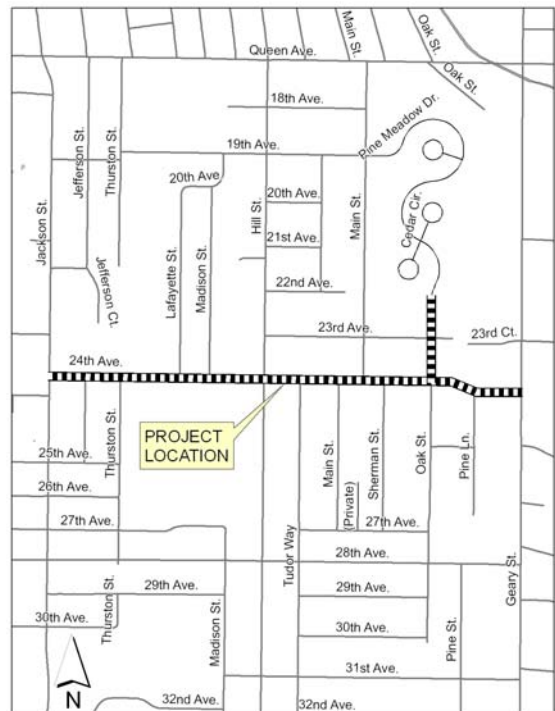 Main St.
Oak St.
Queen Ave.
Oak St.
18th Ave.
Pine Meadow Dr.
Jefferson St.
Thurston St.
19th Ave.
20th Ave
20th Ave.
Jackson St.
Hill St.
Main St.
Cedar Cir.
21st Ave.
Lafayette St.
Madison St.
Jefferson Ct.
22nd Ave.
23rd Ave.
23rd Ct.
24th Ave.
PROJECT
LOCATION
Thurston St.
Main St.
(Private)
Sherman St.
Oak St.
Pine Ln.
25th Ave.
26th Ave.
27th Ave.
27th Ave.
28th Ave.
Tudor Way
Geary St.
Thurston St.
29th Ave.
29th Ave.
30th Ave.
Madison St.
30th Ave.
Pine St.
31st Ave.
N
32nd Ave.
32nd Ave.